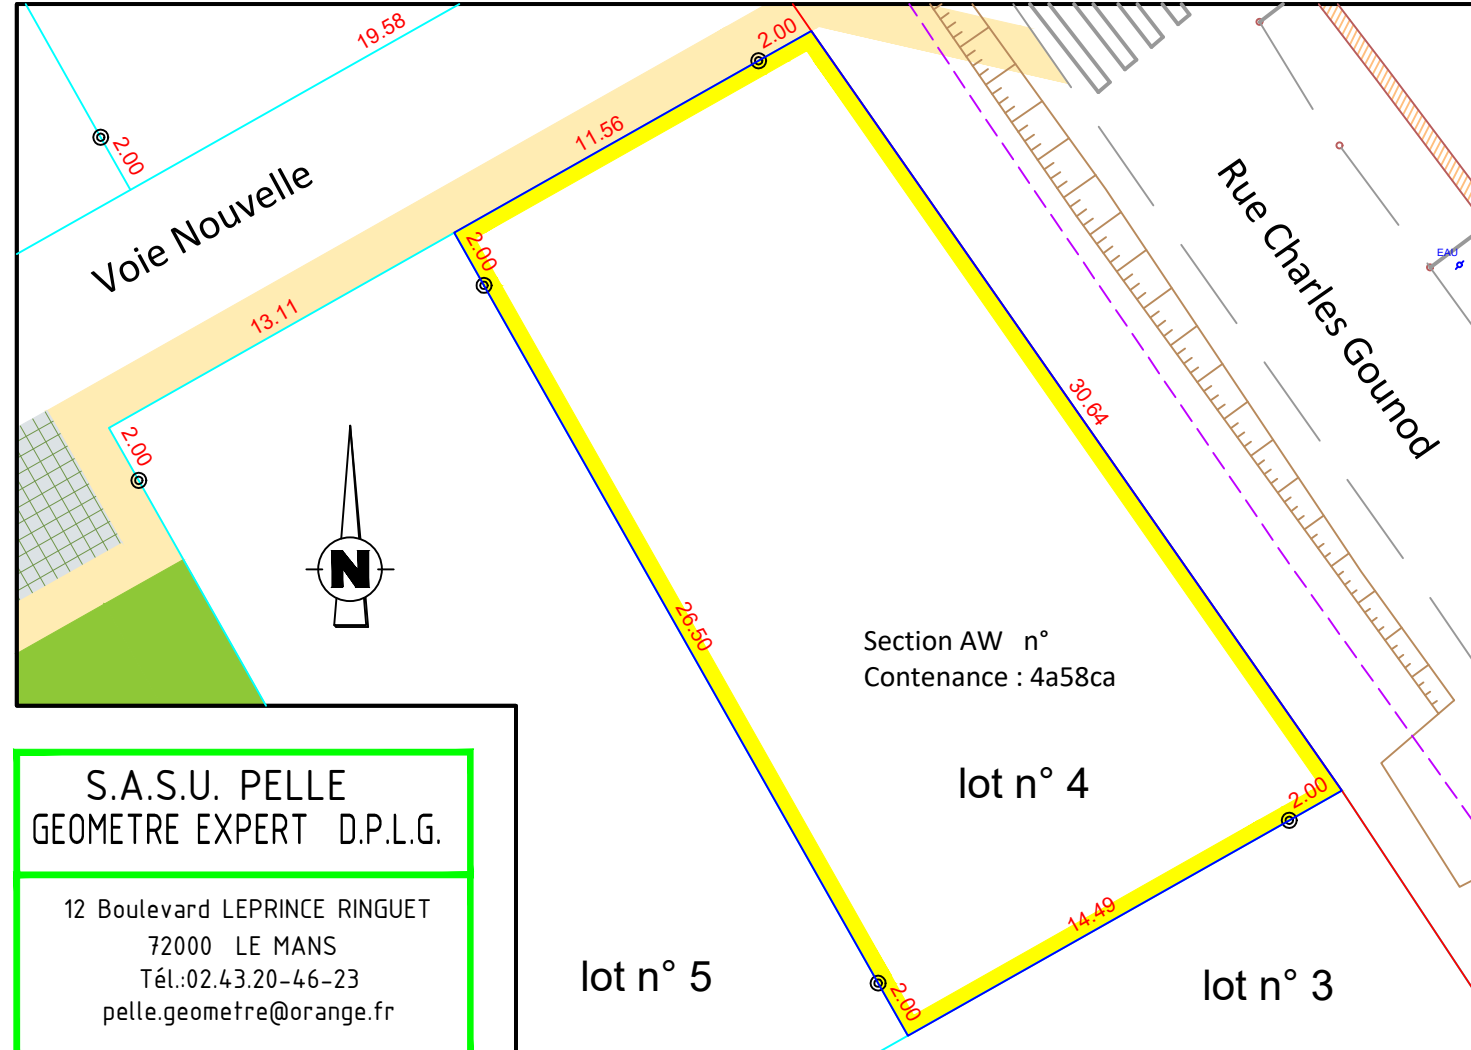 19.58
2.00
2.00
11.56
Voie Nouvelle
Rue Charles Gounod
EAU
2.00
13.11
2.00
30.64
N
26.50
Section AW n°
Contenance : 4a58ca
lot n° 4
2.00
14.49
2.00
lot n° 5
lot n° 3
S.A.S.U. PELLE
GEOMETRE EXPERT D.P.L.G.
12 Boulevard LEPRINCE RINGUET
72000 LE MANS
Tél.:02.43.20-46-23
pelle.geometre@orange.fr